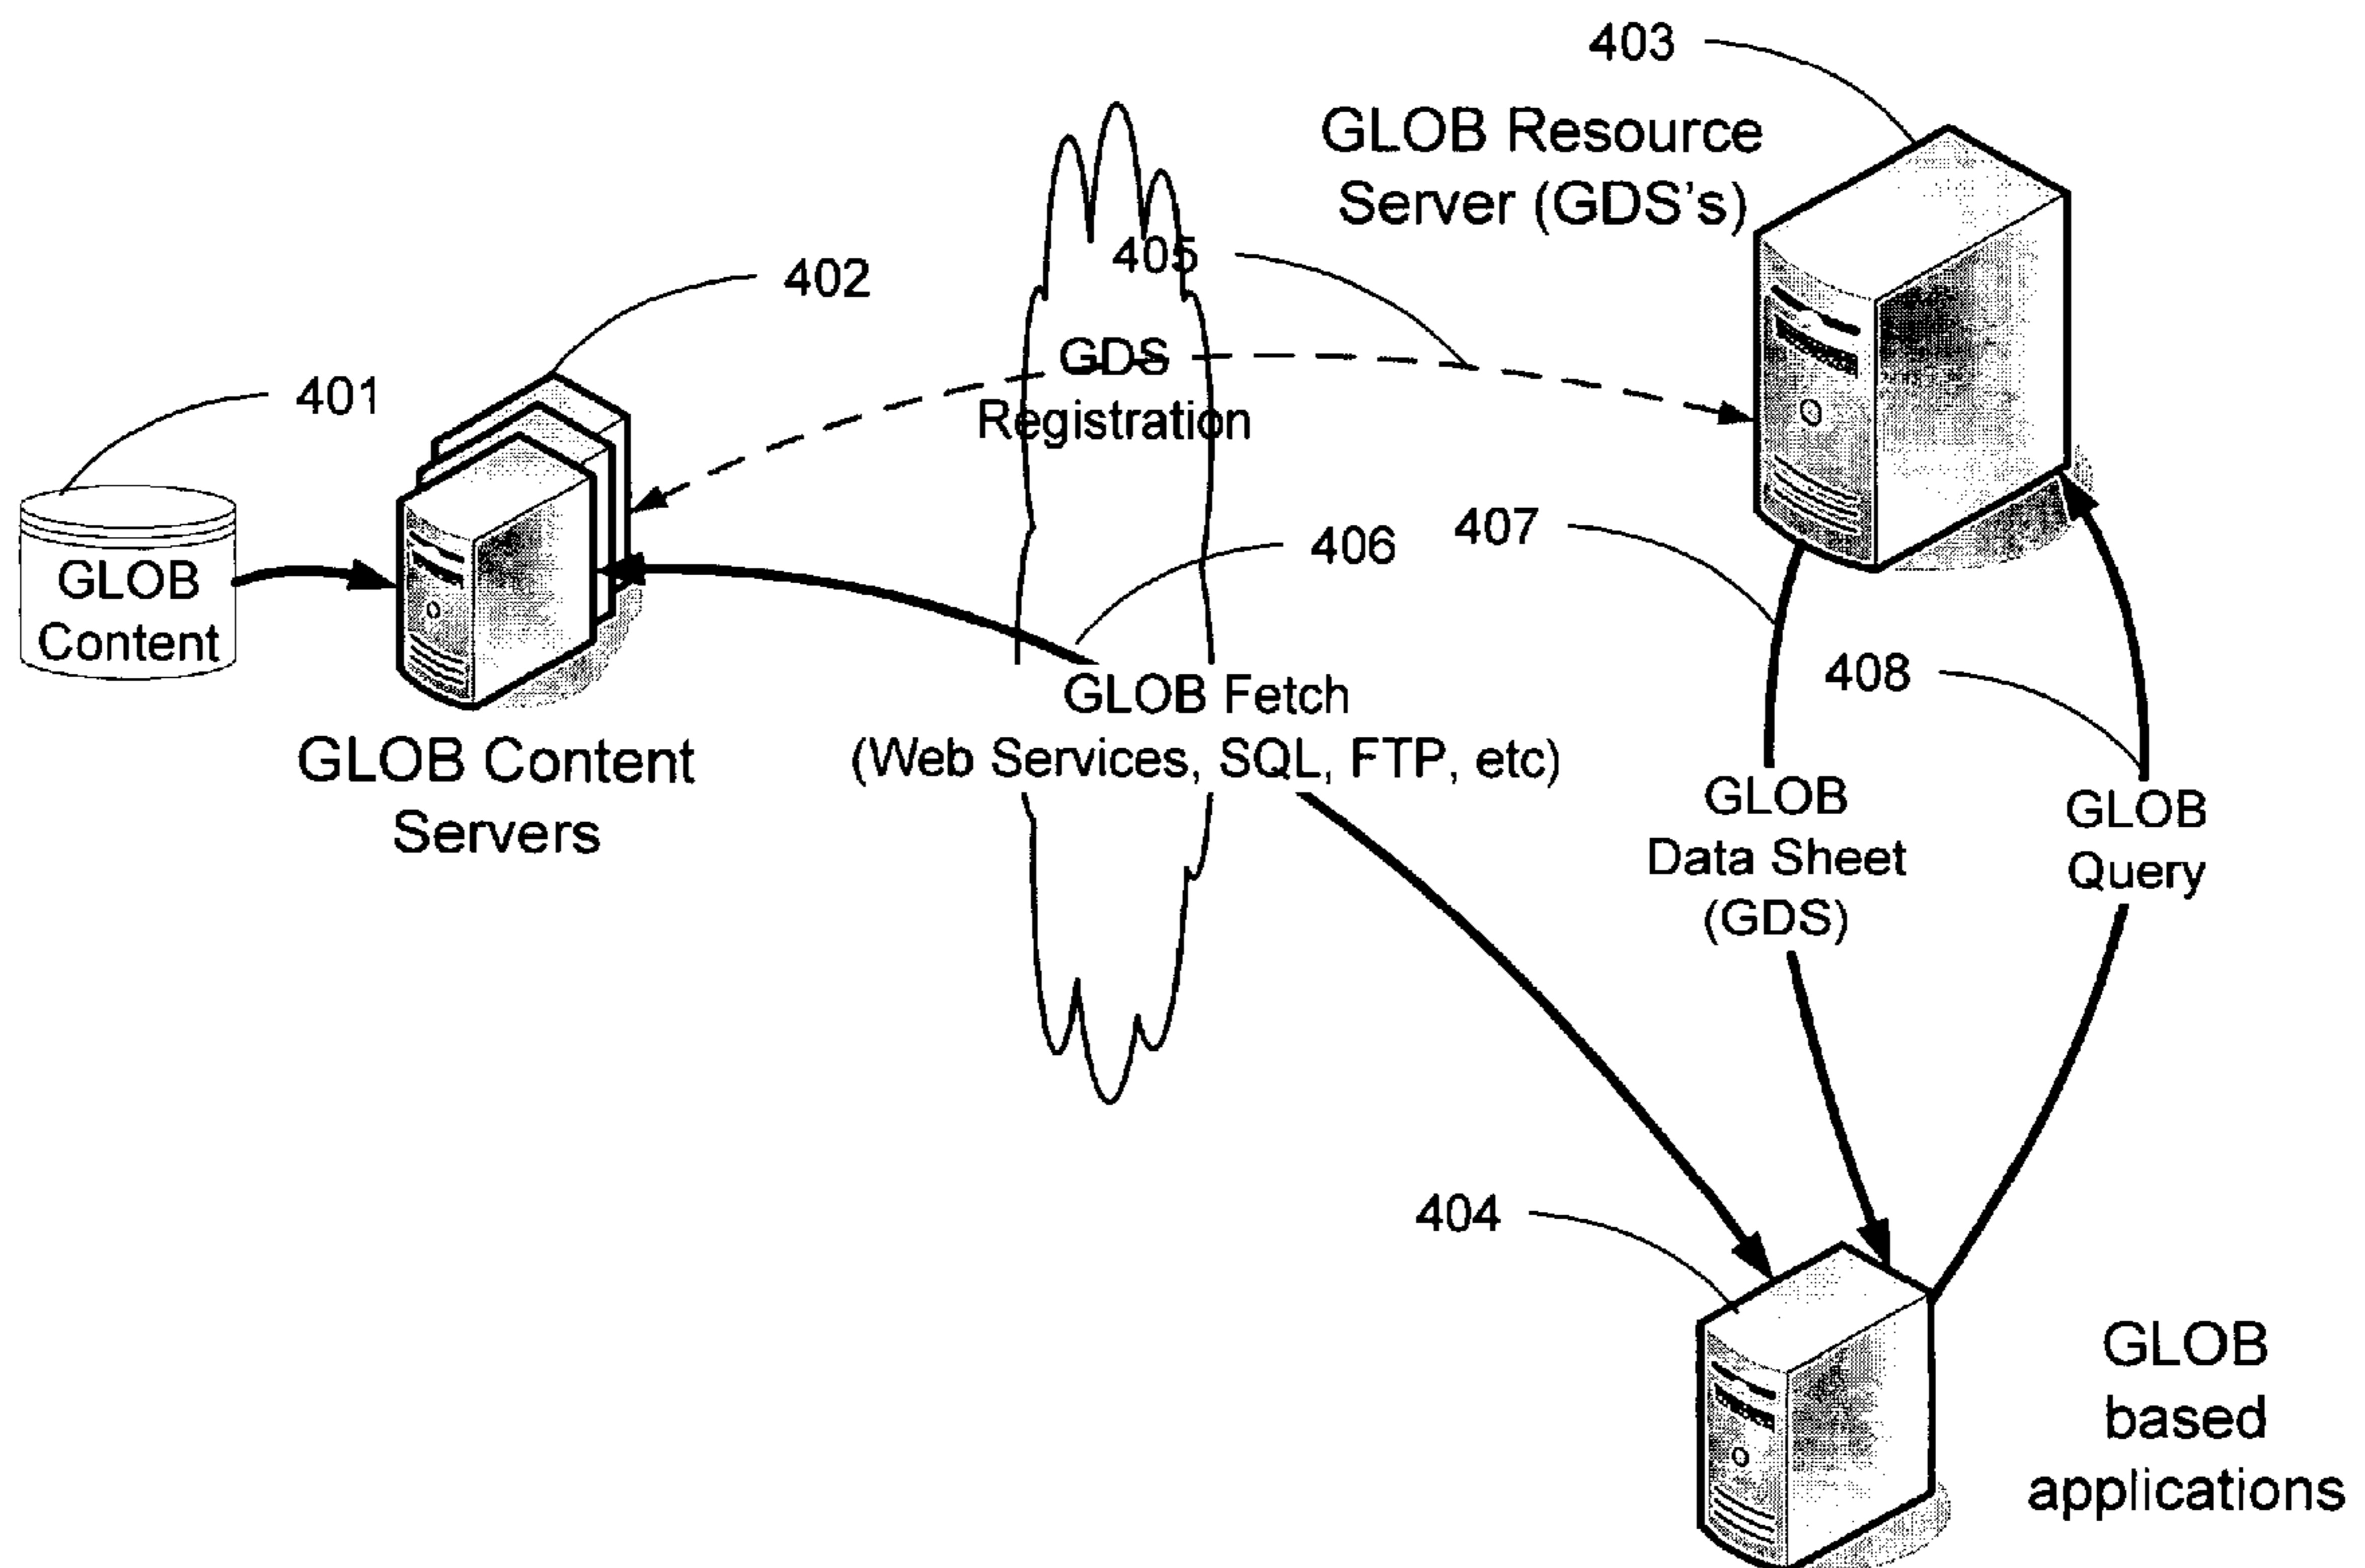 403
GLOB Resource
Server (GDS's)
405
402
GDS
Registration
401
407
406
GLOB
Content
408
GLOB Fetch
(Web Services, SQL, FTP, etc)
GLOB Content
Servers
GLOB
Data Sheet
(GDS)
GLOB
Query
404
GLOB
based
applications